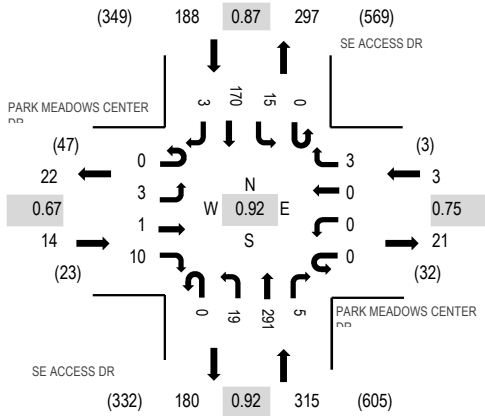 (349) 188 0.87 297 (569)
SE ACCESS DR
3 170 15 0
PARK MEADOWS CENTER
DR
(47) 0 3 (3)
22 3 0 3
0.67 N 0.75
W 0.92 E
S
14 1 0 21
(23) 10 0 (32)
0 19 291 5
PARK MEADOWS CENTER
DR
SE ACCESS DR
(332) 180 0.92 315 (605)